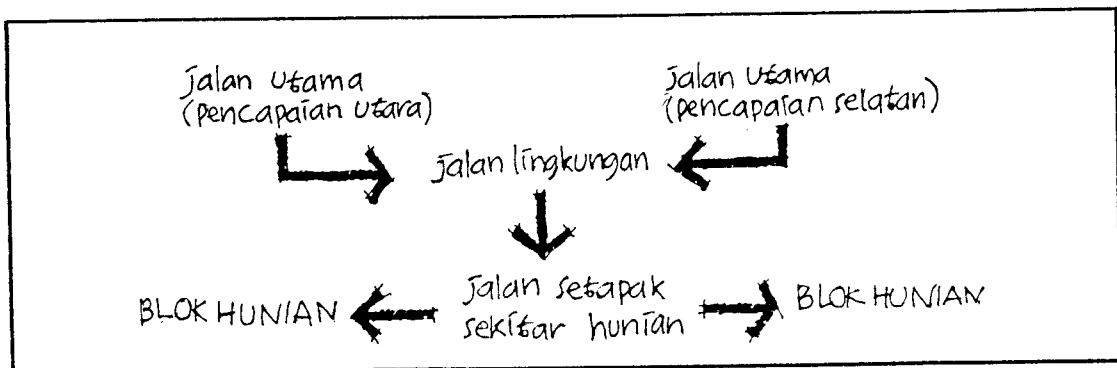 jalan utama
(pencapaian utara)
jalan utama
(pencapaian selatan)
jalan lingkungan
BLOK HUNIAN
jalan setapak
sekitar hunian
BLOK HUNIAN